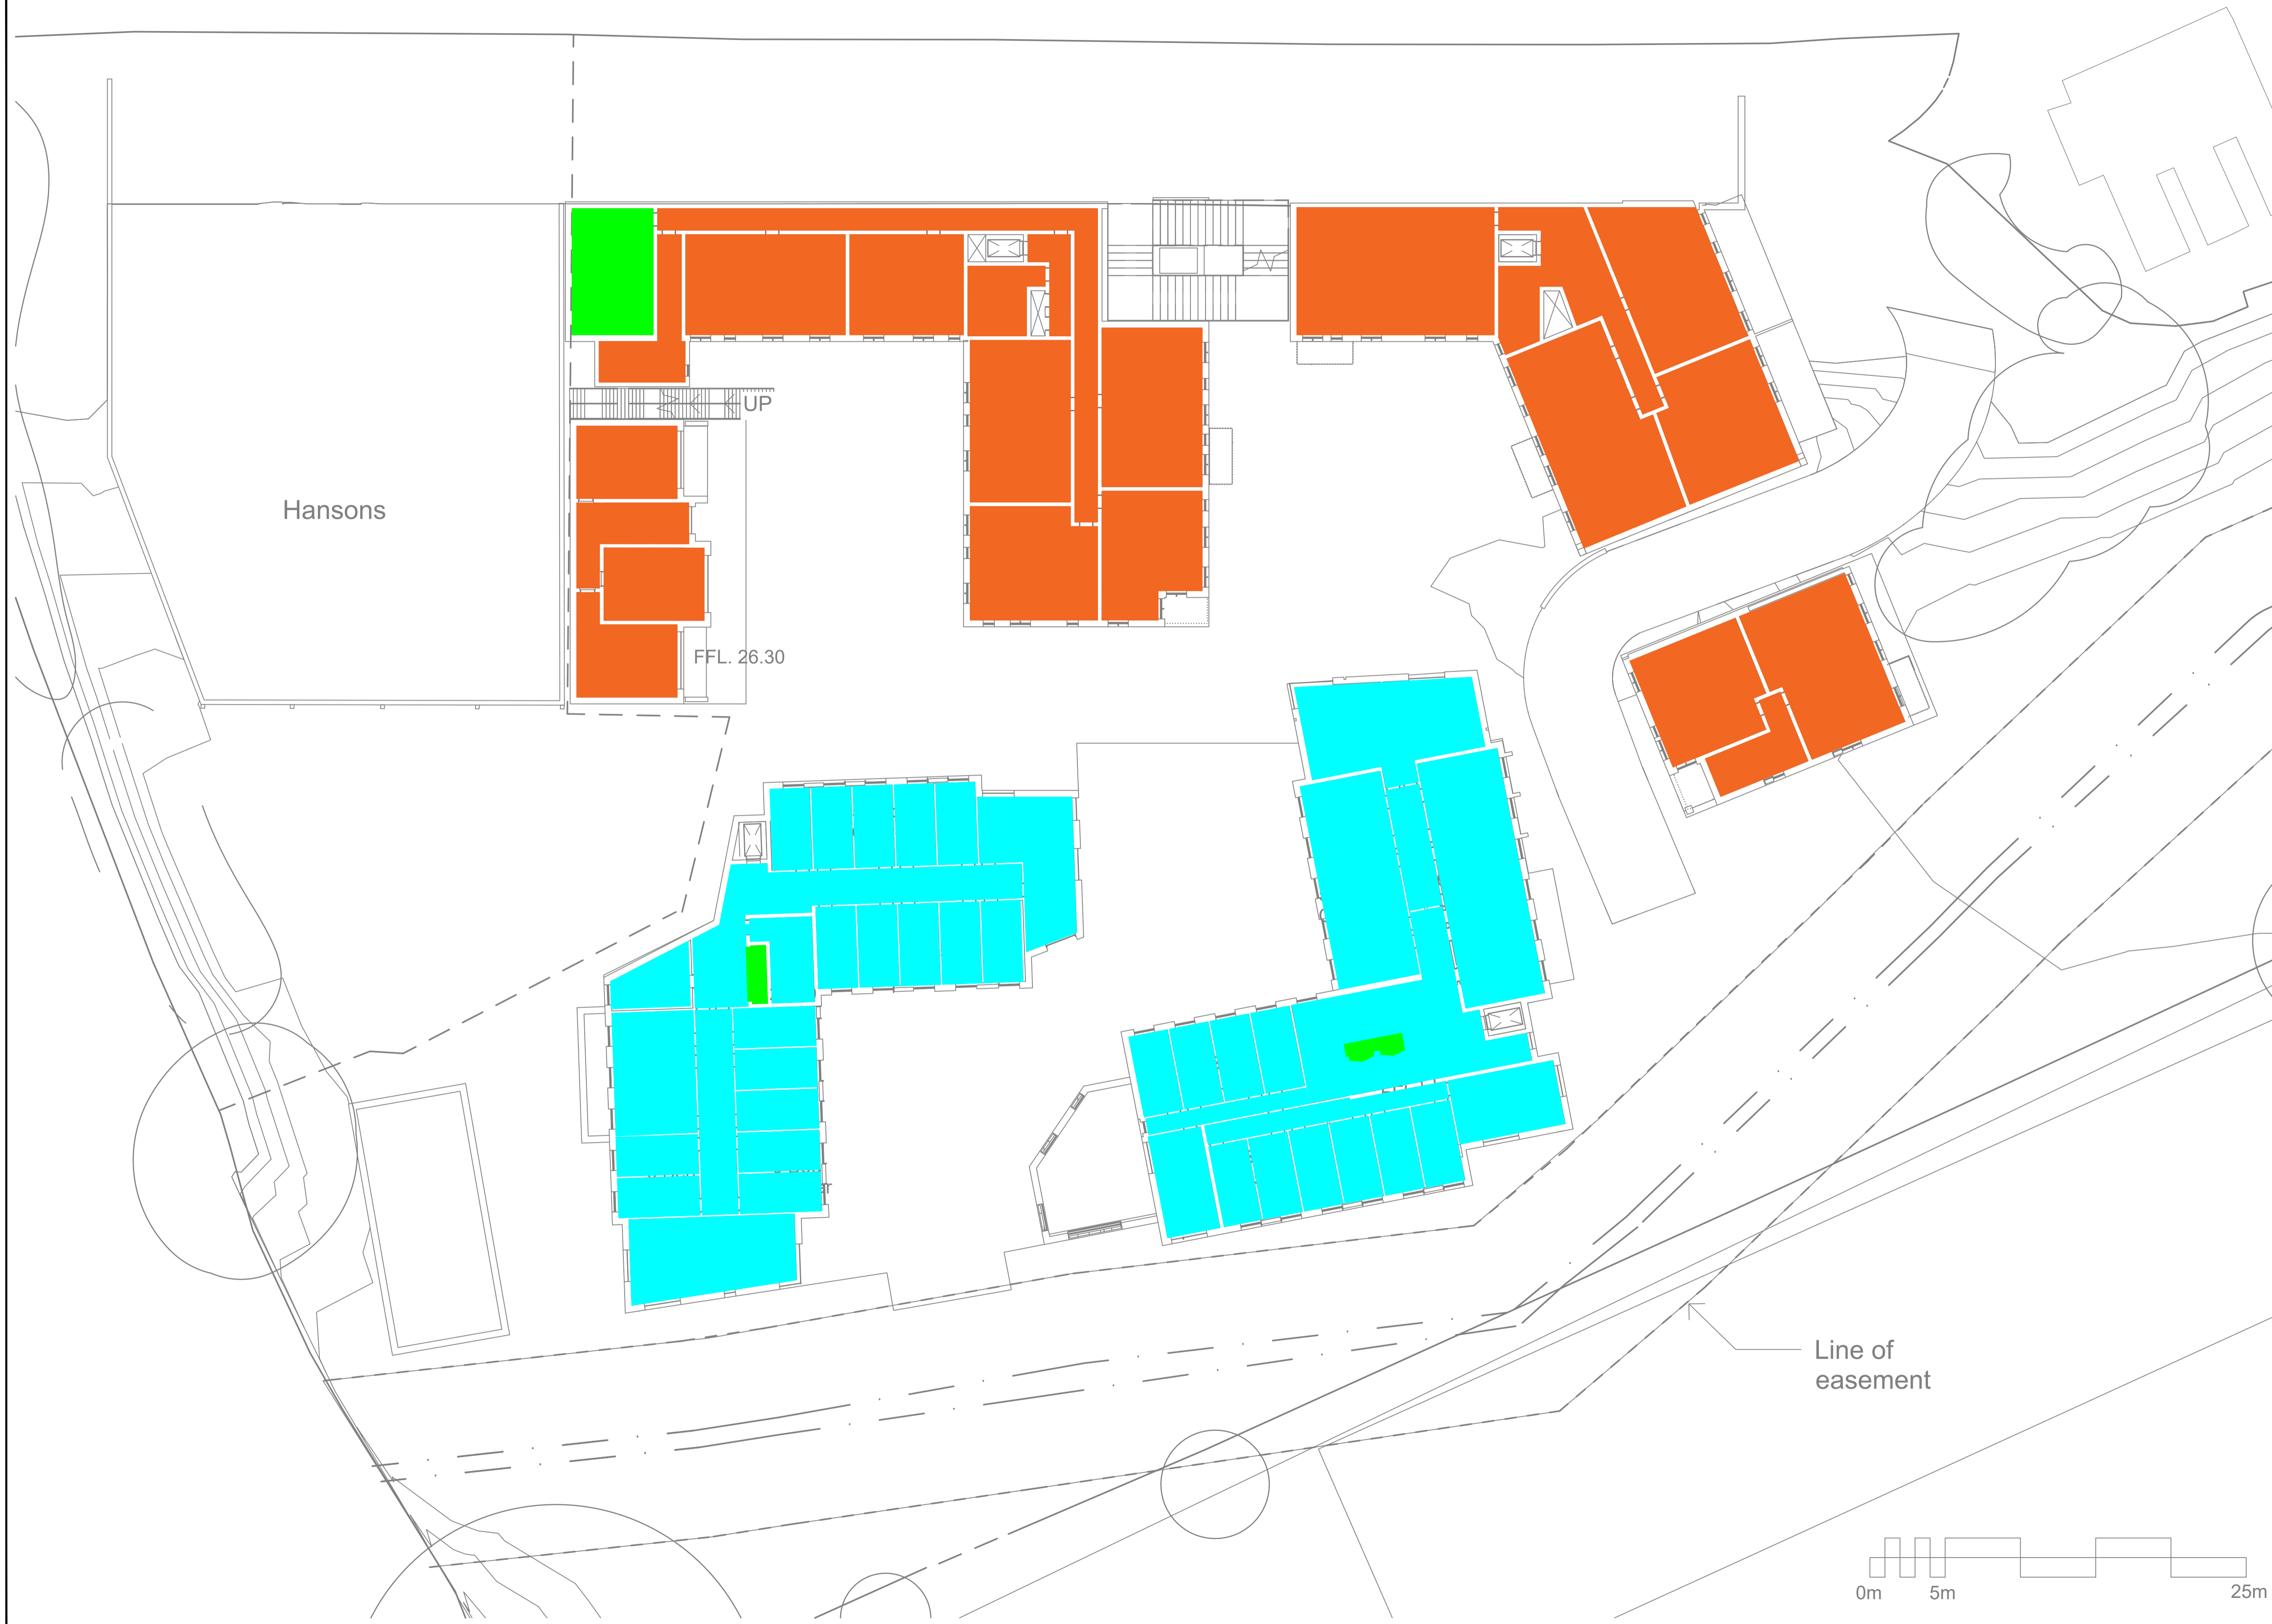 UP
Hansons
FFL. 26.30
Line of
easement
0m 5m 25m